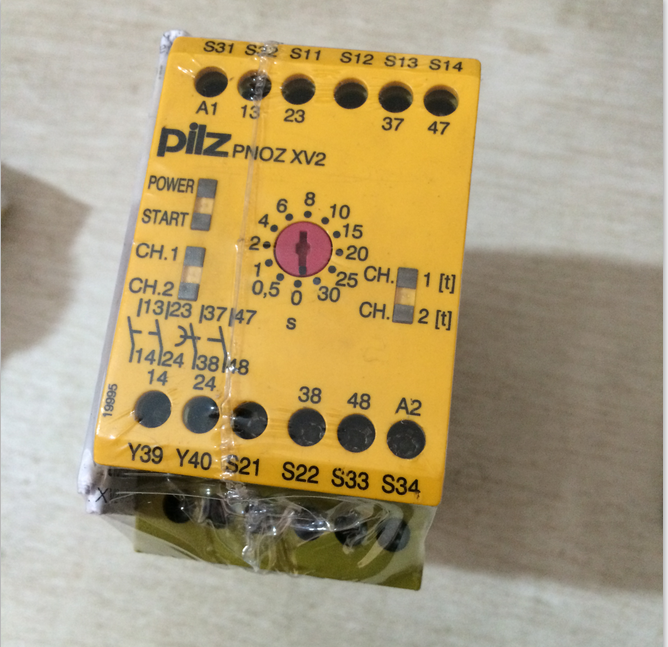 S31 S32 S11 S12 S13 S14
A1 13 23 37 47
pilz PNOZ XV2
POWER
START
CH.1
CH.2
0 0,5 1 2 4 6 8 10 15 20 25 30
s
CH. 1 [t]
CH. 2 [t]
13 23 37 47
14 24 38 48
14 24 38 48 A2
19995
Y39 Y40 S21 S22 S33 S34